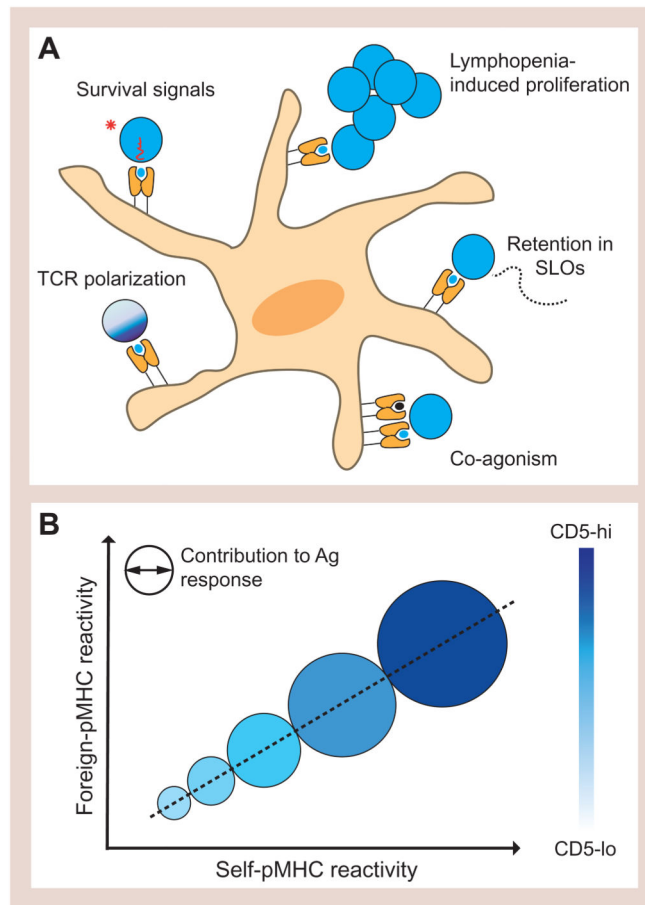 A
Survival signals
Lymphopenia-
induced proliferation
TCR polarization
Retention in
SLOs
Co-agonism
B
Contribution to Ag
response
CD5-hi
Foreign-pMHC reactivity
CD5-lo
Self-pMHC reactivity